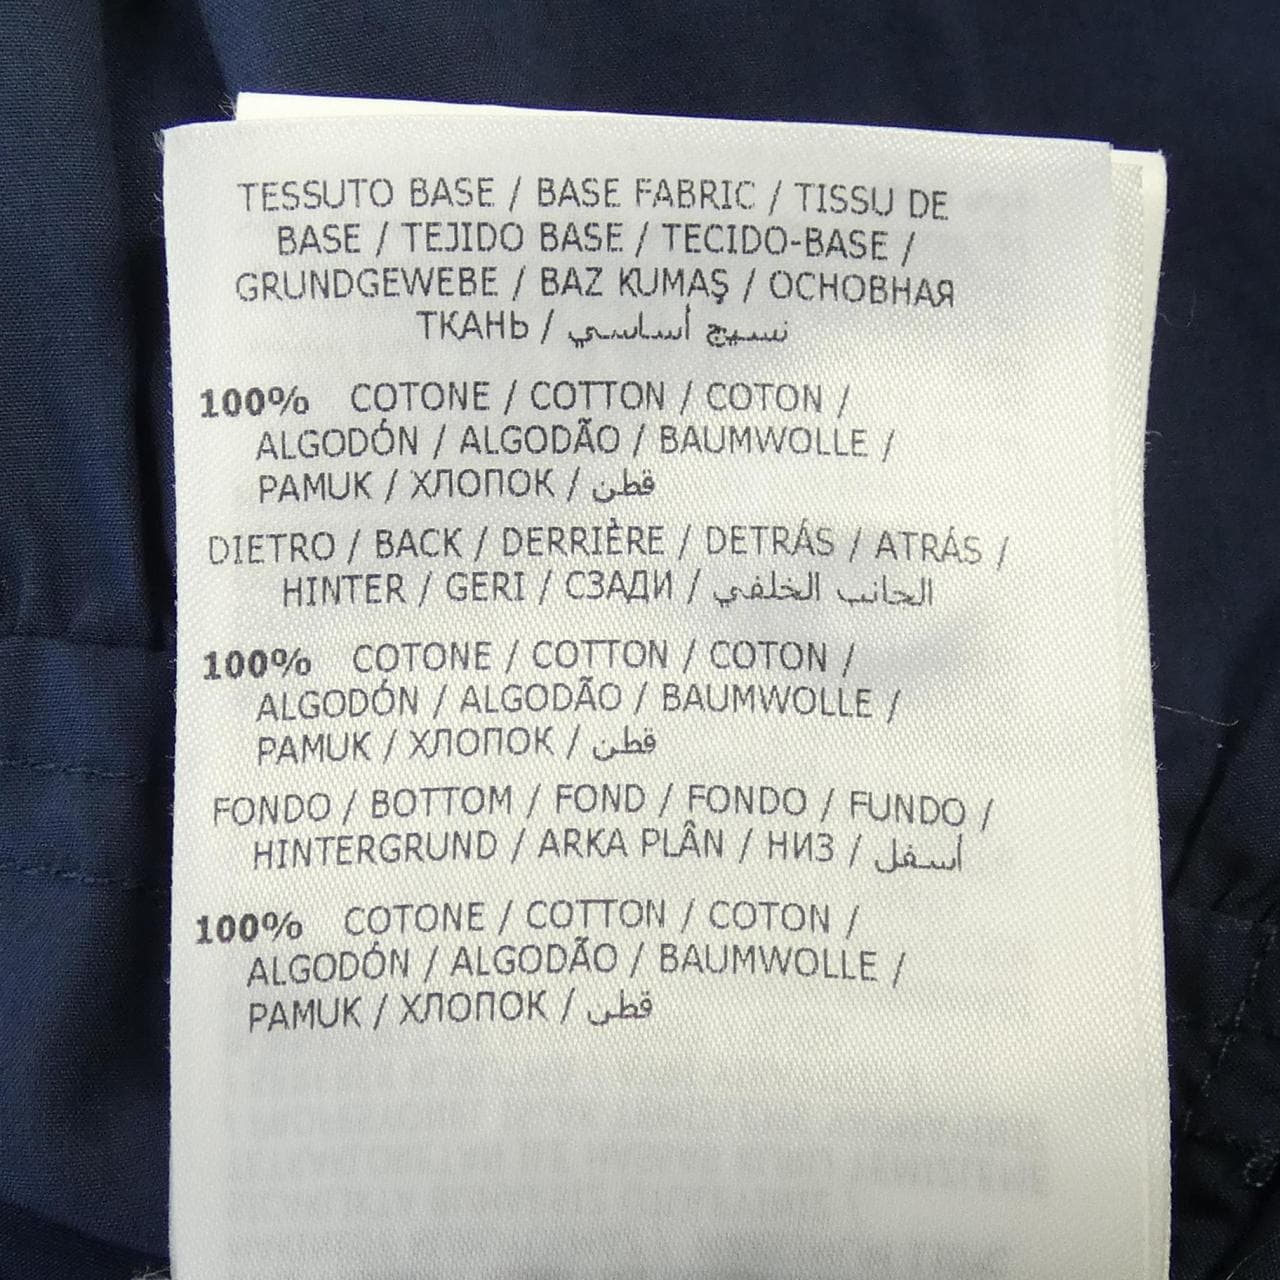 TESSUTO BASE / BASE FABRIC / TISSU DE
BASE / TEJIDO BASE / TECIDO-BASE /
GRUNDGEWEBE / BAZ KUMAŞ / ОСНОВНАЯ
ТКАНЬ / نسيج أساسي
100% COTONE / COTTON / COTON /
ALGODÓN / ALGODÃO / BAUMWOLLE /
PAMUK / ХЛОПОК / قطن
DIETRO / BACK / DERRIÈRE / DETRÁS / ATRÁS /
HINTER / GERI / СЗАДИ / الجانب الخلفي
100% COTONE / COTTON / COTON /
ALGODÓN / ALGODÃO / BAUMWOLLE /
PAMUK / ХЛОПОК / قطن
FONDO / BOTTOM / FOND / FONDO / FUNDO /
HINTERGRUND / ARKA PLÂN / НИЗ / أسفل
100% COTONE / COTTON / COTON /
ALGODÓN / ALGODÃO / BAUMWOLLE /
PAMUK / ХЛОПОК / قطن